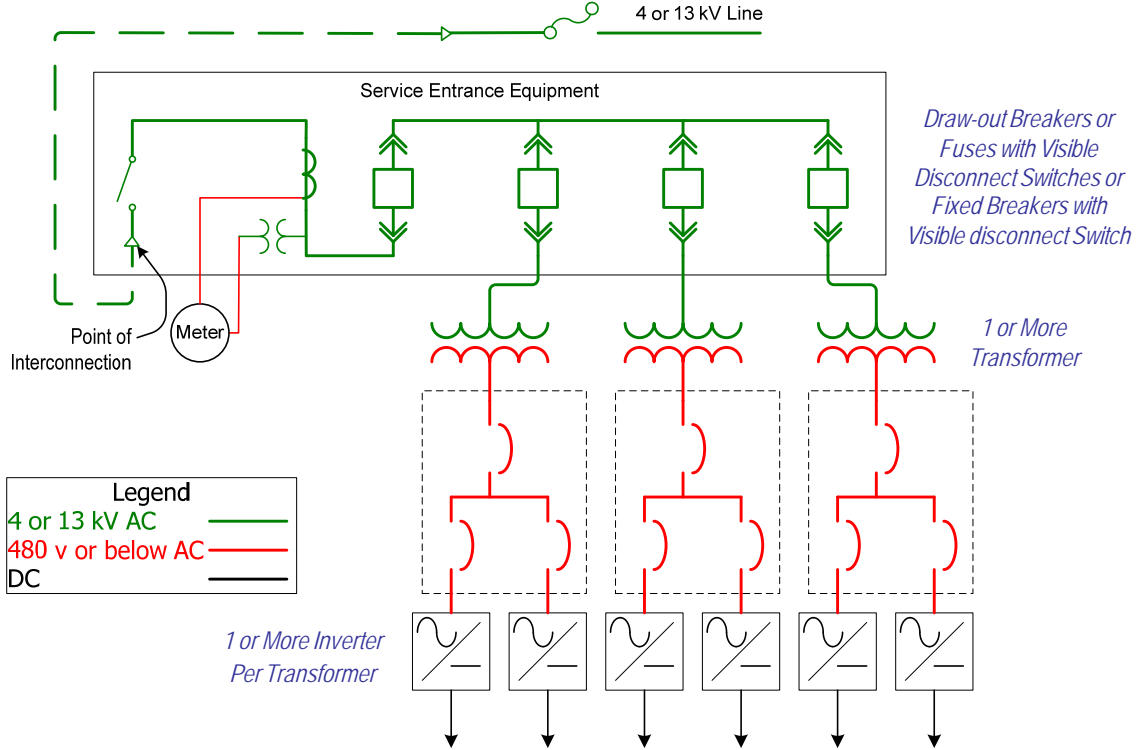 4 or 13 kV Line
Service Entrance Equipment
Draw-out Breakers or
Fuses with Visible
Disconnect Switches or
Fixed Breakers with
Visible disconnect Switch
Point of
Interconnection
Meter
1 or More
Transformer
Legend
4 or 13 kV AC
480 v or below AC
DC
1 or More Inverter
Per Transformer